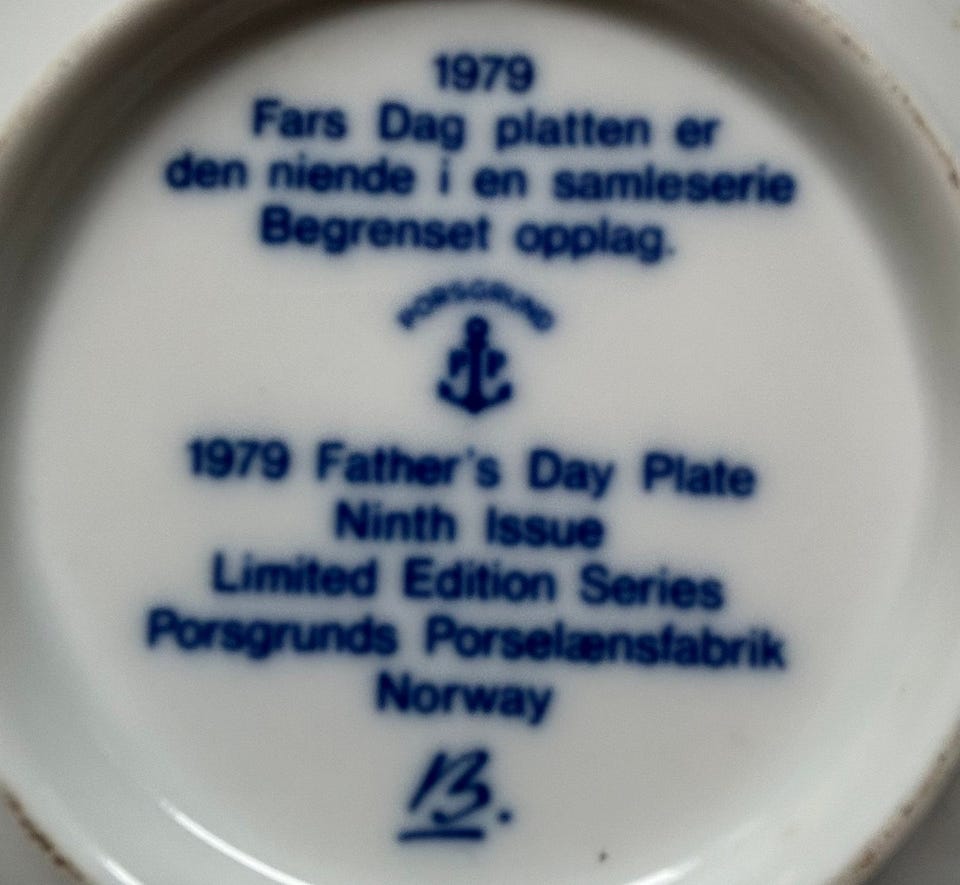 1979
Fars Dag platten er
den niende i en samleserie
Begrenset opplag.
PORSGRUND
P P
1979 Father's Day Plate
Ninth Issue
Limited Edition Series
Porsgrunds Porselænsfabrik
Norway
B.